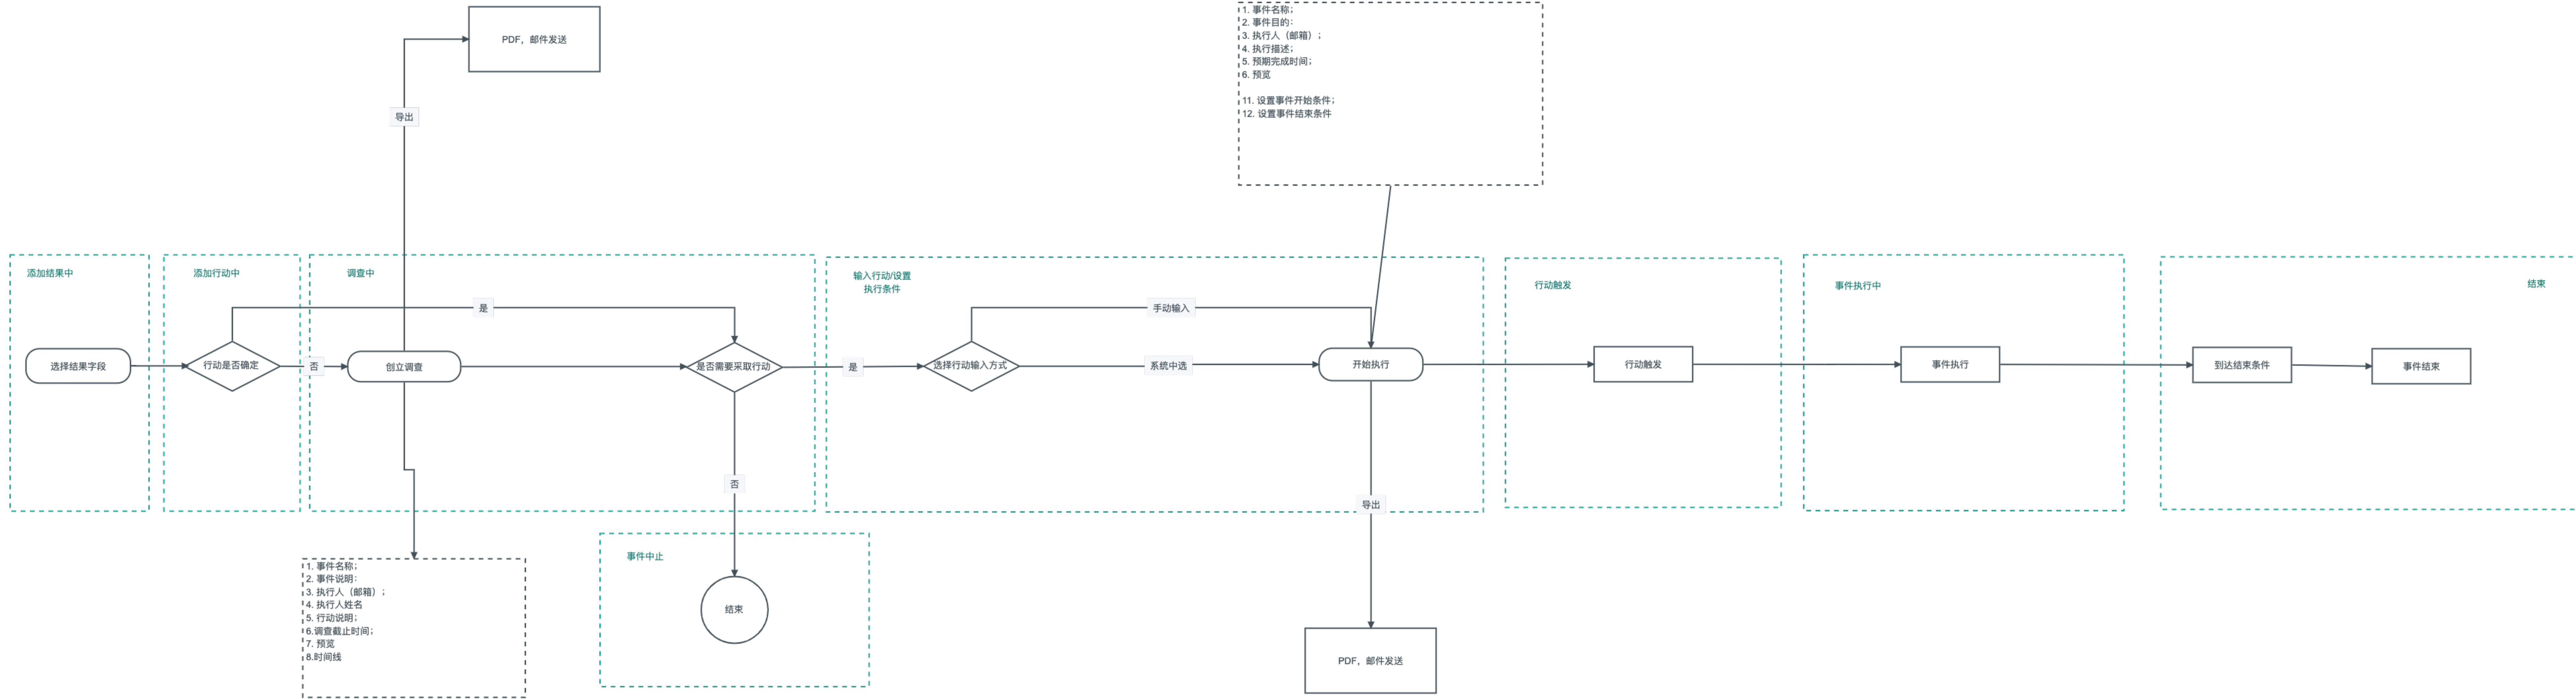 PDF，邮件发送
导出
1. 事件名称；
2. 事件目的：
3. 执行人（邮箱）；
4. 执行描述；
5. 预期完成时间；
6. 预览
11. 设置事件开始条件；
12. 设置事件结束条件
添加结果中
添加行动中
调查中
输入行动/设置
执行条件
行动触发
事件执行中
结束
是
手动输入
选择结果字段
行动是否确定
否
创立调查
是否需要采取行动
是
选择行动输入方式
系统中选
开始执行
行动触发
事件执行
到达结束条件
事件结束
否
导出
事件中止
结束
1. 事件名称；
2. 事件说明：
3. 执行人（邮箱）；
4. 执行人姓名
5. 行动说明；
6.调查截止时间；
7. 预览
8.时间线
PDF，邮件发送